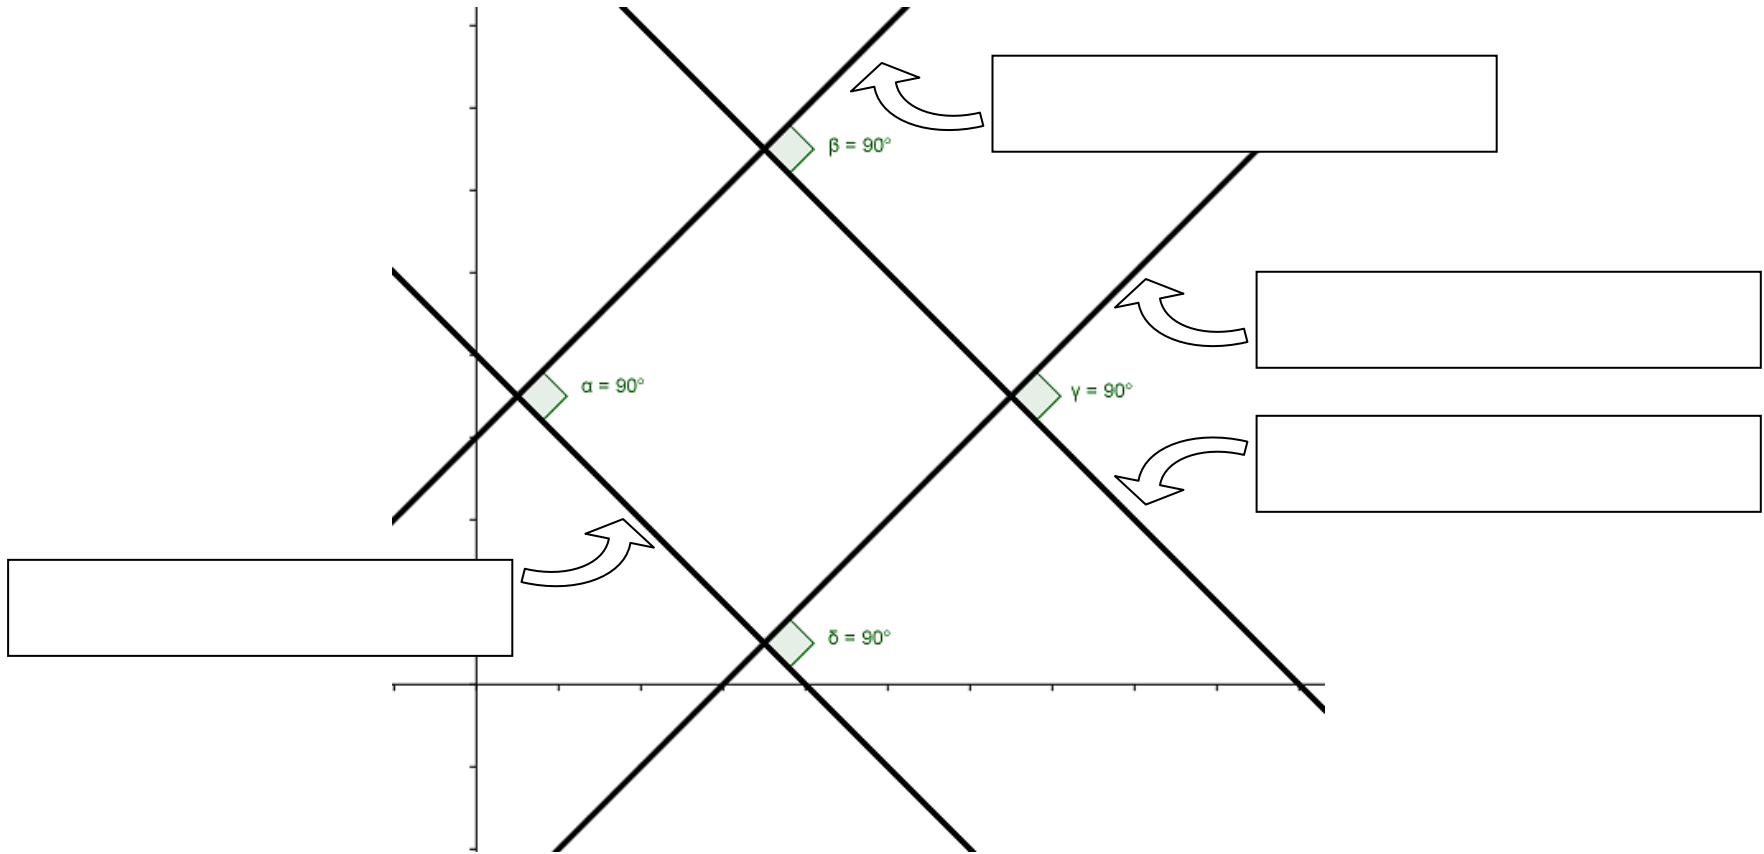 β = 90°
α = 90°
γ = 90°
δ = 90°